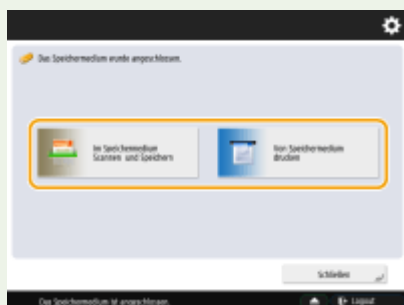 Das Speichermedium wurde angeschlossen.
Im Speichermedium
Scannen und Speichern
Von Speichermedium
drucken
Schließen
Das Speichermedium ist angeschlossen.
Logout